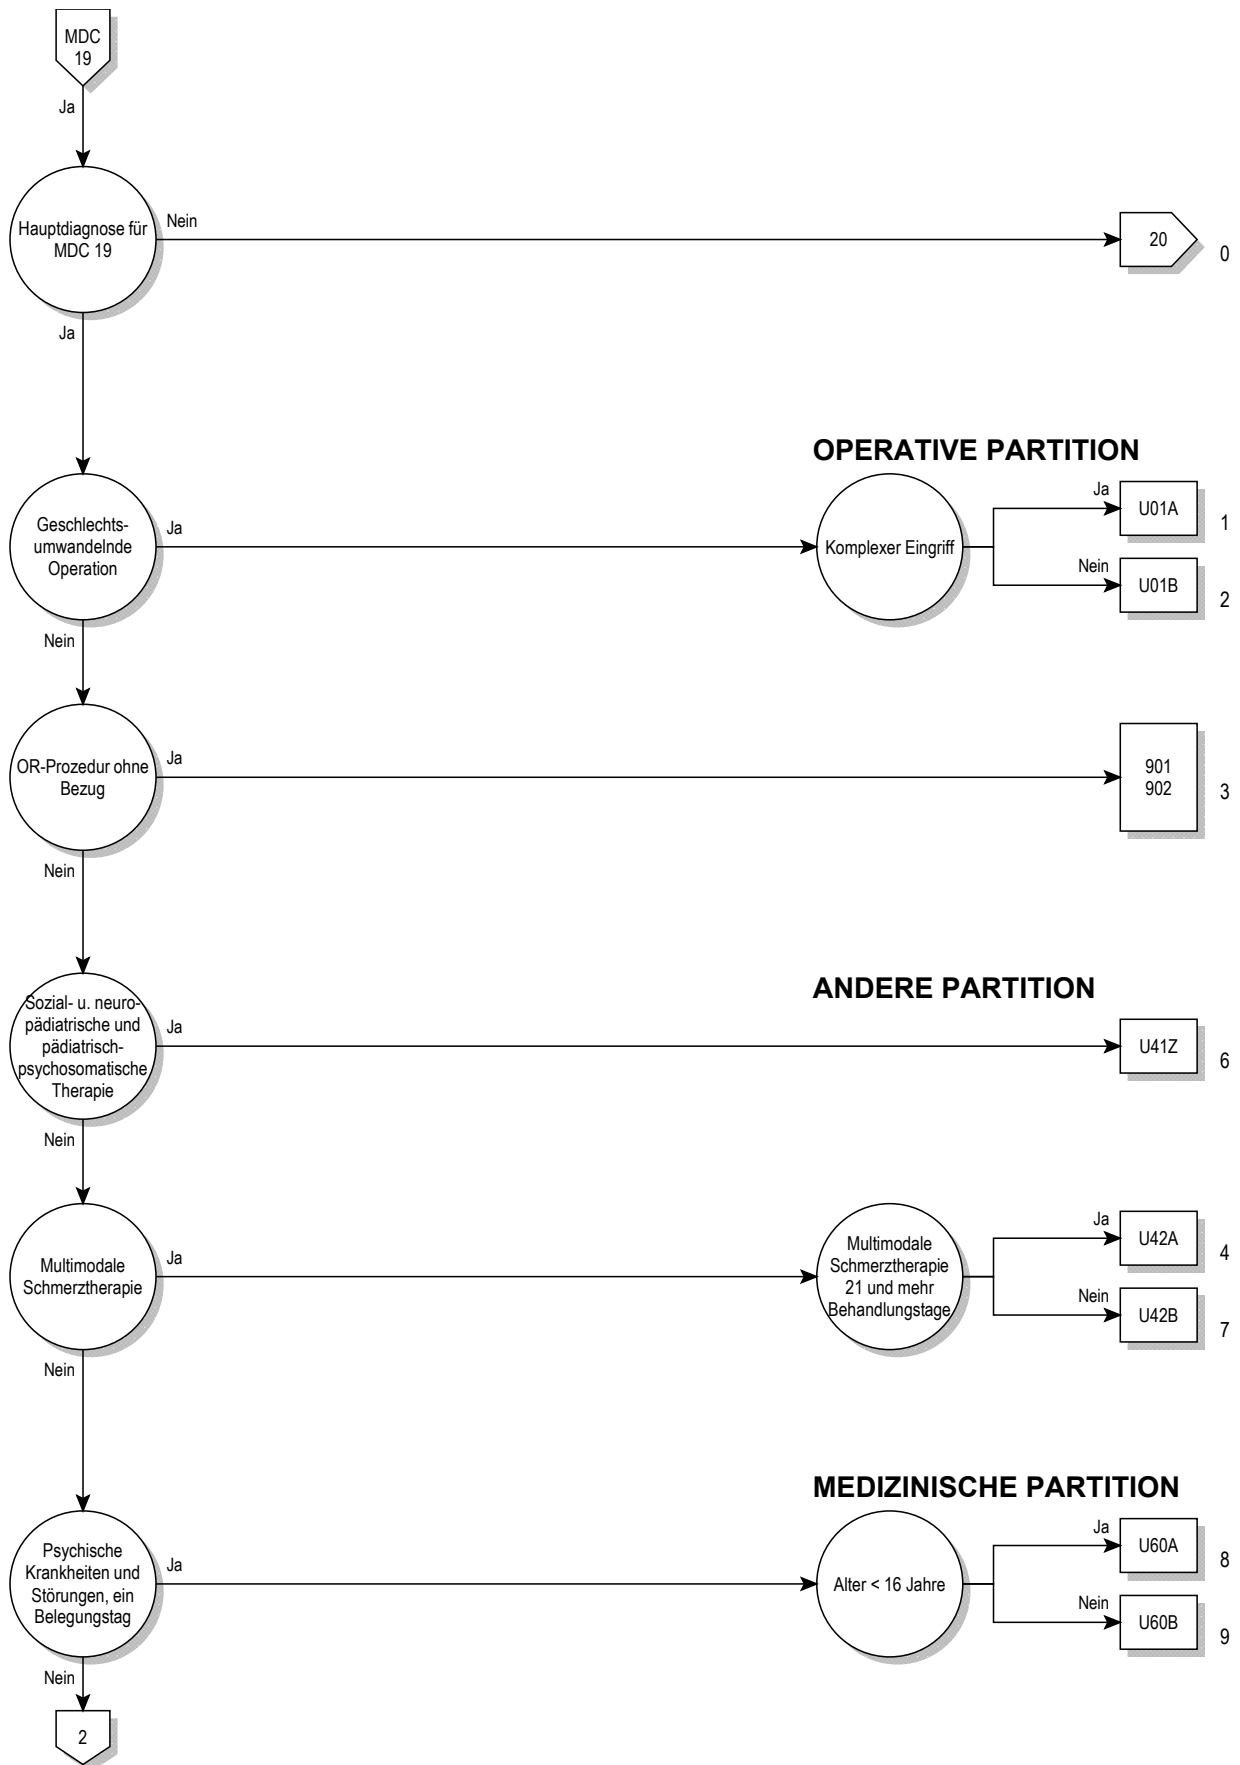 MDC
19
Ja
Hauptdiagnose für
MDC 19
Nein
20
0
Ja
OPERATIVE PARTITION
Geschlechts-
umwandelnde
Operation
Ja
Komplexer Eingriff
Ja
U01A
1
Nein
U01B
2
Nein
OR-Prozedur ohne
Bezug
Ja
901
902
3
Nein
ANDERE PARTITION
Sozial- u. neuro-
pädiatrische und
pädiatrisch-
psychosomatische
Therapie
Ja
U41Z
6
Nein
Multimodale
Schmerztherapie
Ja
Multimodale
Schmerztherapie
21 und mehr
Behandlungstage
Ja
U42A
4
Nein
U42B
7
Nein
MEDIZINISCHE PARTITION
Psychische
Krankheiten und
Störungen, ein
Belegungstag
Ja
Alter < 16 Jahre
Ja
U60A
8
Nein
U60B
9
Nein
2